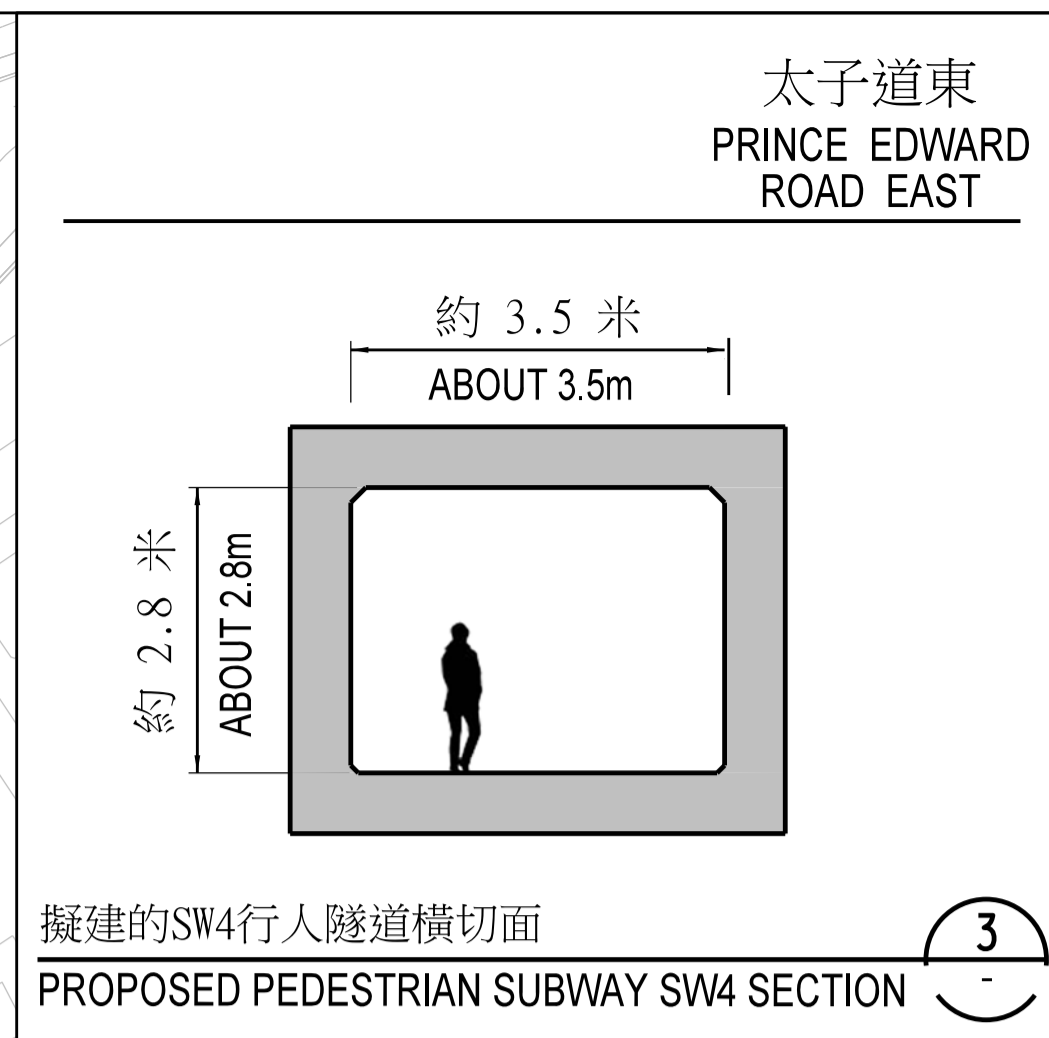 太子道東
PRINCE EDWARD
ROAD EAST
約 3.5 米
ABOUT 3.5m
約 2.8 米
ABOUT 2.8m
擬建的SW4行人隧道橫切面
PROPOSED PEDESTRIAN SUBWAY SW4 SECTION
3
-